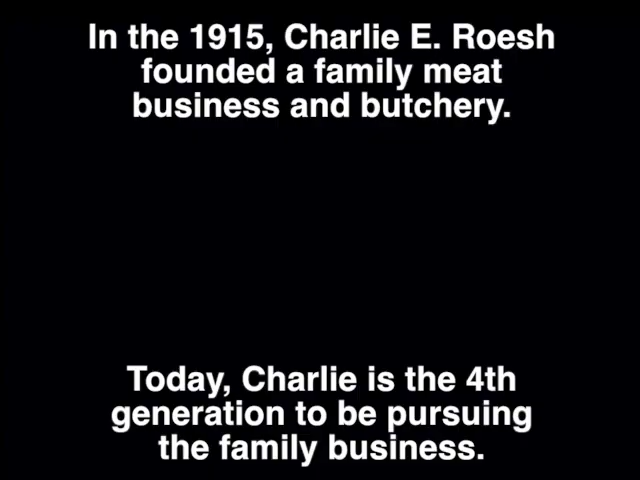 In the 1915, Charlie E. Roesh
founded a family meat
business and butchery.
Today, Charlie is the 4th
generation to be pursuing
the family business.